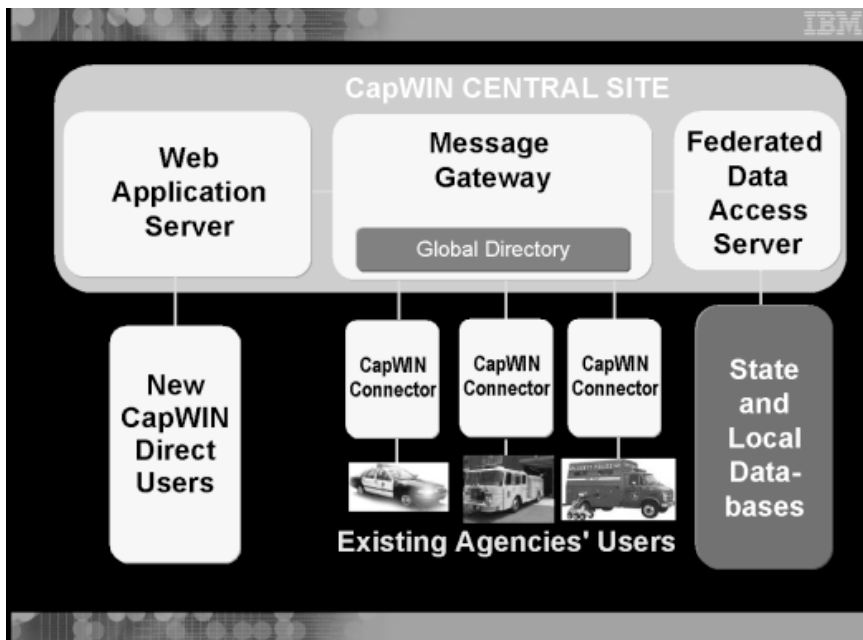 IBM
CapWIN CENTRAL SITE
Web
Application
Server
Message
Gateway
Global Directory
Federated
Data
Access
Server
New
CapWIN
Direct
Users
CapWIN
Connector
CapWIN
Connector
CapWIN
Connector
State
and
Local
Data-
bases
Existing Agencies' Users